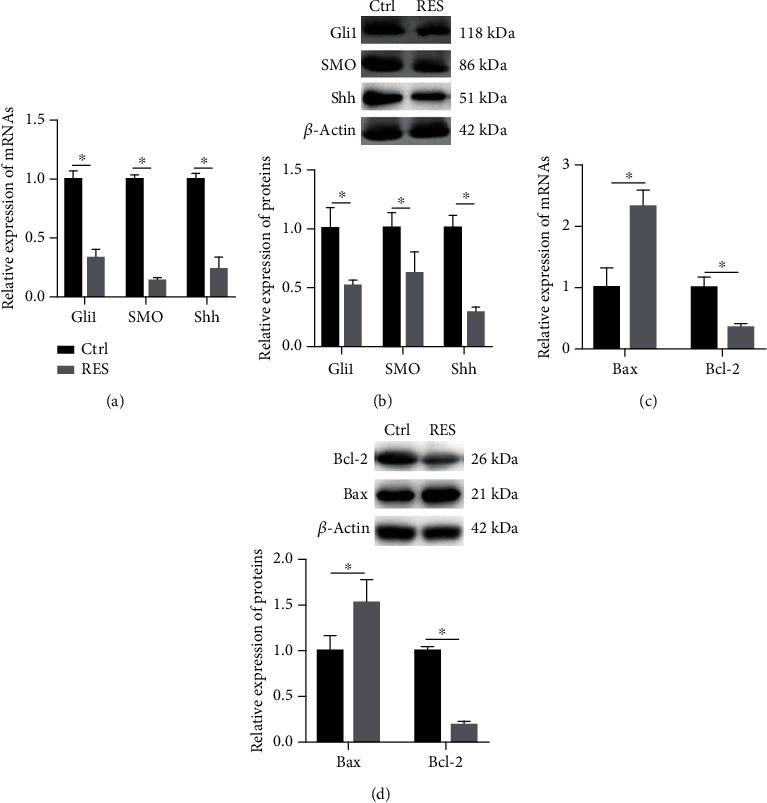 Ctrl RES
Gli1 118 kDa
SMO 86 kDa
Shh 51 kDa
β-Actin 42 kDa
Relative expression of mRNAs
1.5
1.0
0.5
0.0
* * *
Gli1 SMO Shh
Ctrl
RES
(a)
Relative expression of proteins
1.5
1.0
0.5
0.0
* * *
Gli1 SMO Shh
(b)
Relative expression of mRNAs
3
2
1
0
* *
Bax Bcl-2
(c)
Ctrl RES
Bcl-2 26 kDa
Bax 21 kDa
β-Actin 42 kDa
Relative expression of proteins
2.0
1.5
1.0
0.5
0.0
* *
Bax Bcl-2
(d)